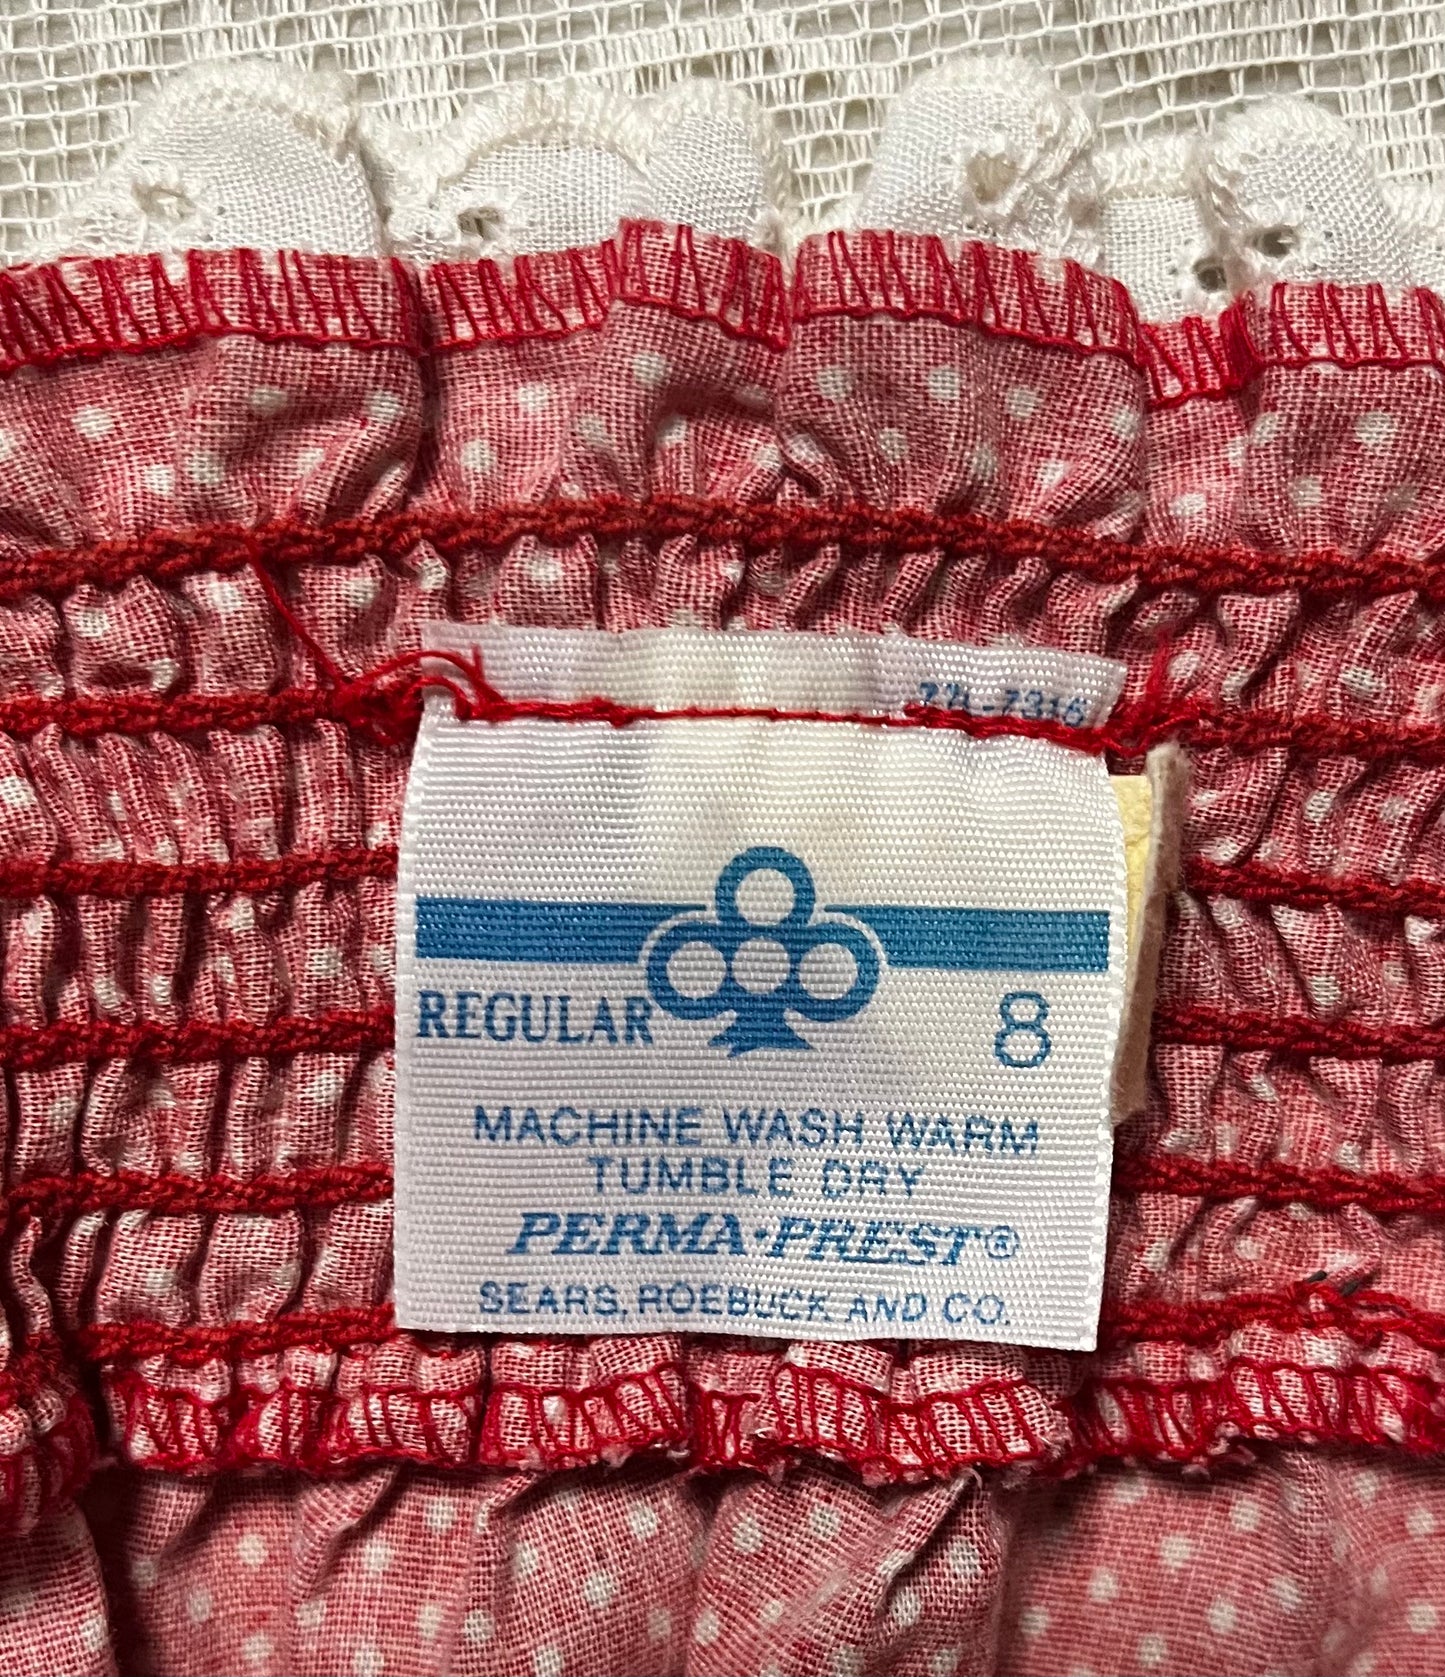 REGULAR 8
MACHINE WASH WARM
TUMBLE DRY
PERMA-PREST®
SEARS, ROEBUCK AND CO.